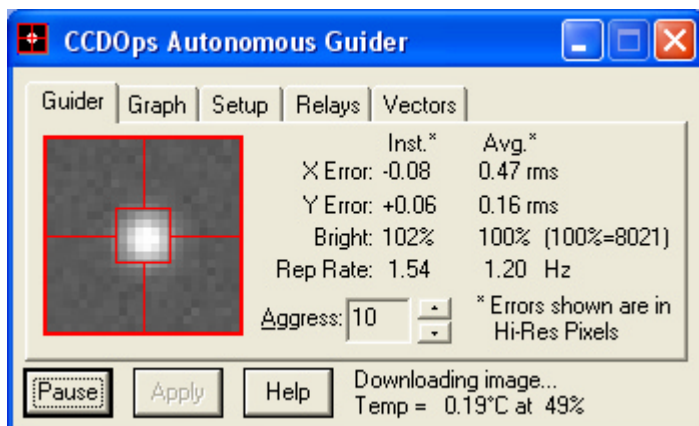 CCDOps Autonomous Guider
Guider Graph Setup Relays Vectors
Inst.* Avg.*
X Error: -0.08 0.47 rms
Y Error: +0.06 0.16 rms
Bright: 102% 100% (100%=8021)
Rep Rate: 1.54 1.20 Hz
Aggress: 10 * Errors shown are in
Hi-Res Pixels
Pause Apply Help Downloading image...
Temp = 0.19°C at 49%